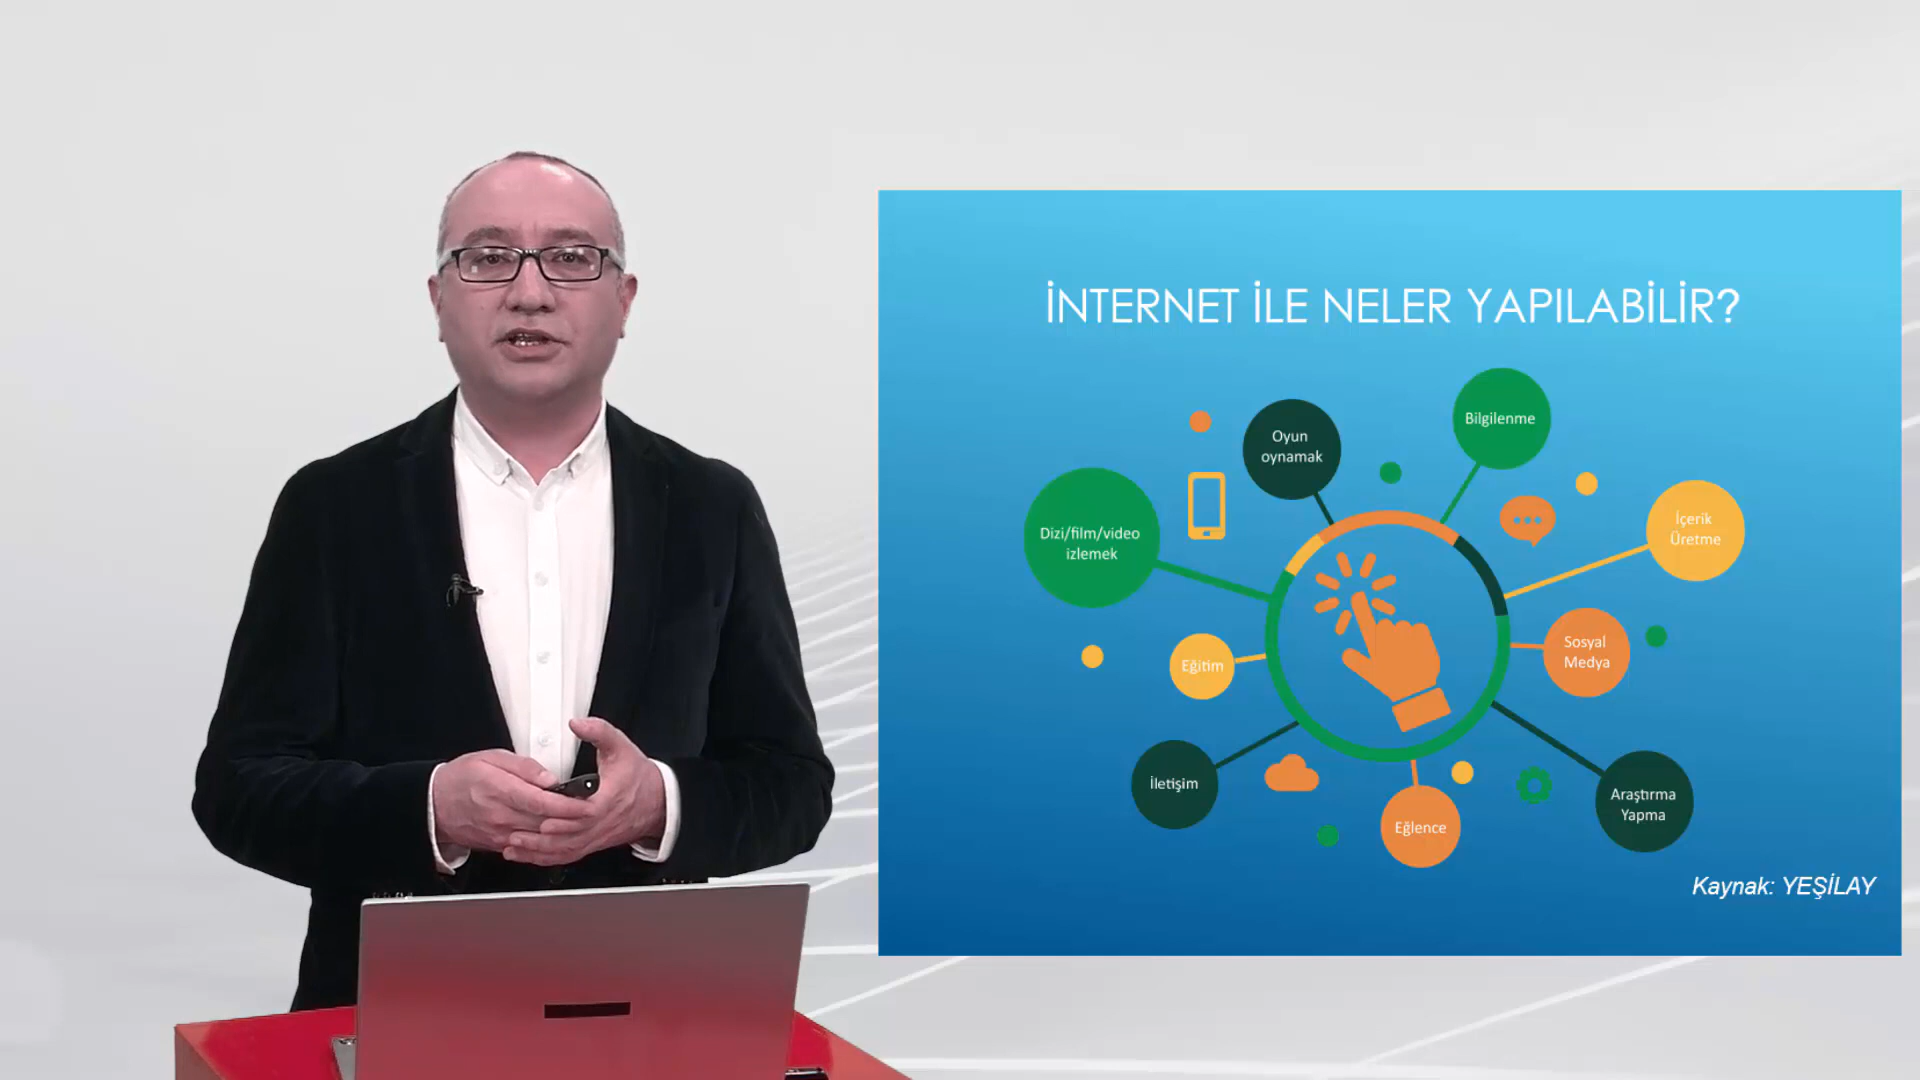 İNTERNET İLE NELER YAPILABİLİR?
Bilgilenme
Oyun
oynamak
Dizi/film/video
izlemek
İçerik
Üretme
Sosyal
Medya
Eğitim
İletişim
Araştırma
Yapma
Eğlence
Kaynak: YEŞİLAY